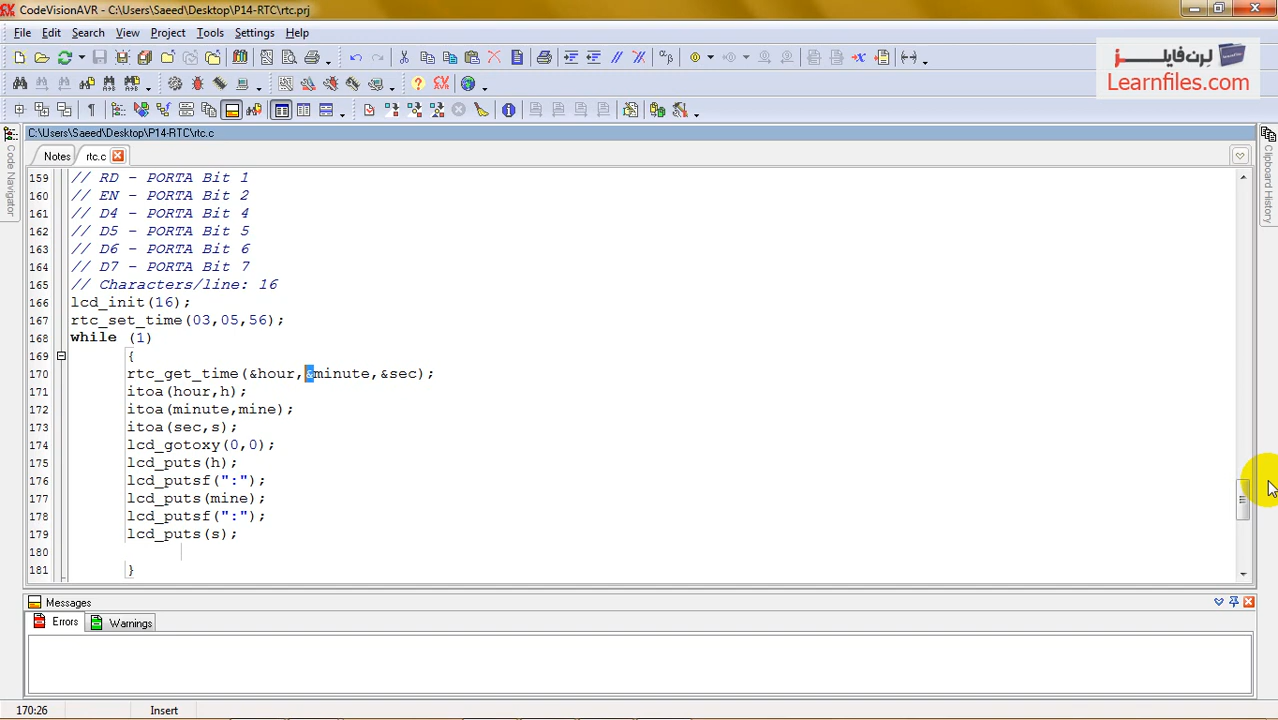 CodeVisionAVR - C:\Users\Saeed\Desktop\P14-RTC\rtc.prj
File Edit Search View Project Tools Settings Help
لرن فایلز
Learnfiles.com
C:\Users\Saeed\Desktop\P14-RTC\rtc.c
Notes rtc.c
Code Navigator
Clipboard History
159 // RD - PORTA Bit 1
160 // EN - PORTA Bit 2
161 // D4 - PORTA Bit 4
162 // D5 - PORTA Bit 5
163 // D6 - PORTA Bit 6
164 // D7 - PORTA Bit 7
165 // Characters/line: 16
166 lcd_init(16);
167 rtc_set_time(03,05,56);
168 while (1)
169 {
170 rtc_get_time(&hour,&minute,&sec);
171 itoa(hour,h);
172 itoa(minute,mine);
173 itoa(sec,s);
174 lcd_gotoxy(0,0);
175 lcd_puts(h);
176 lcd_putsf(":");
177 lcd_puts(mine);
178 lcd_putsf(":");
179 lcd_puts(s);
180
181 }
Messages
Errors Warnings
170:26 Insert